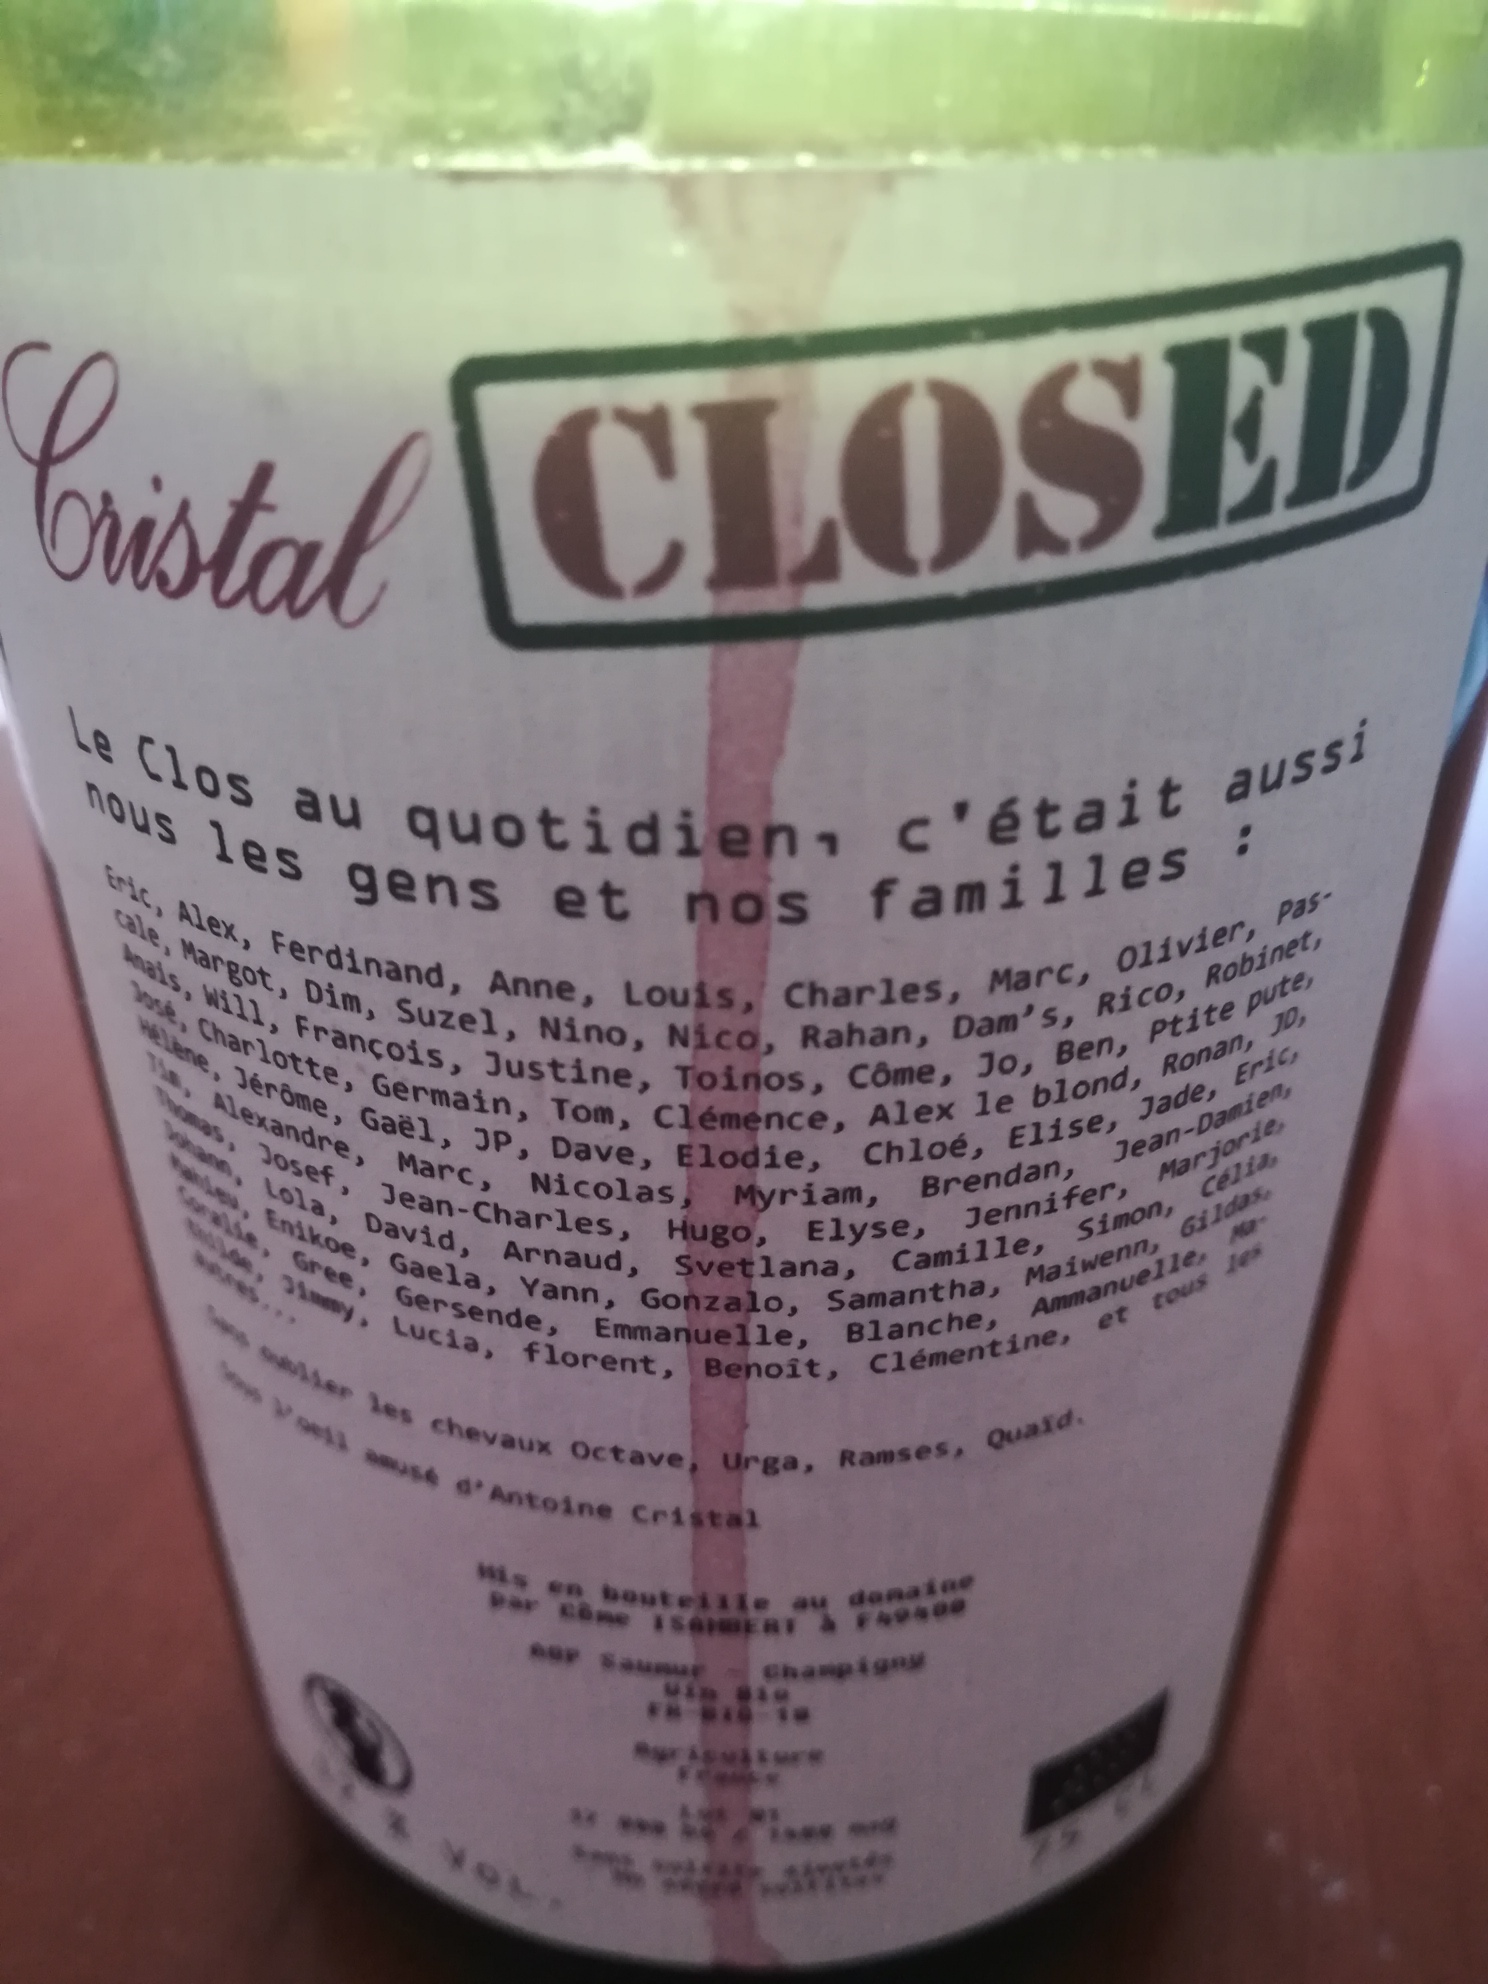 Cristal CLOSED
Le Clos au quotidien, c'était aussi
nous les gens et nos familles :
Eric, Alex, Ferdinand, Anne, Louis, Charles, Marc, Olivier, Pas-
cale, Margot, Dim, Suzel, Nino, Nico, Rahan, Dam's, Rico, Robinet,
Anais, Will, François, Justine, Toinos, Côme, Jo, Ben, Ptite pute,
José, Charlotte, Germain, Tom, Clémence, Alex le blond, Ronan, JD,
Hélène, Jérôme, Gaël, JP, Dave, Elodie, Chloé, Elise, Jade, Eric,
Tim, Alexandre, Marc, Nicolas, Myriam, Brendan, Jean-Damien,
Thomas, Josef, Jean-Charles, Hugo, Elyse, Jennifer, Marjorie,
Johann, Lola, David, Arnaud, Svetlana, Camille, Simon, Célia,
Enikoe, Gaela, Yann, Gonzalo, Samantha, Maiwenn, Gildas,
Coralie, Gree, Gersende, Emmanuelle, Blanche, Ammanuelle, Ma-
Jimmy, Lucia, florent, Benoît, Clémentine, et tous les
autres...
Sans oublier les chevaux Octave, Urga, Ramses, Quaïd.
Sous l'oeil amusé d'Antoine Cristal
Mis en bouteille au domaine
par Côme ISAMBERT à F49400
AOP Saumur - Champigny
Vin Bio
FR-BIO-10
Agriculture
France
% VOL.